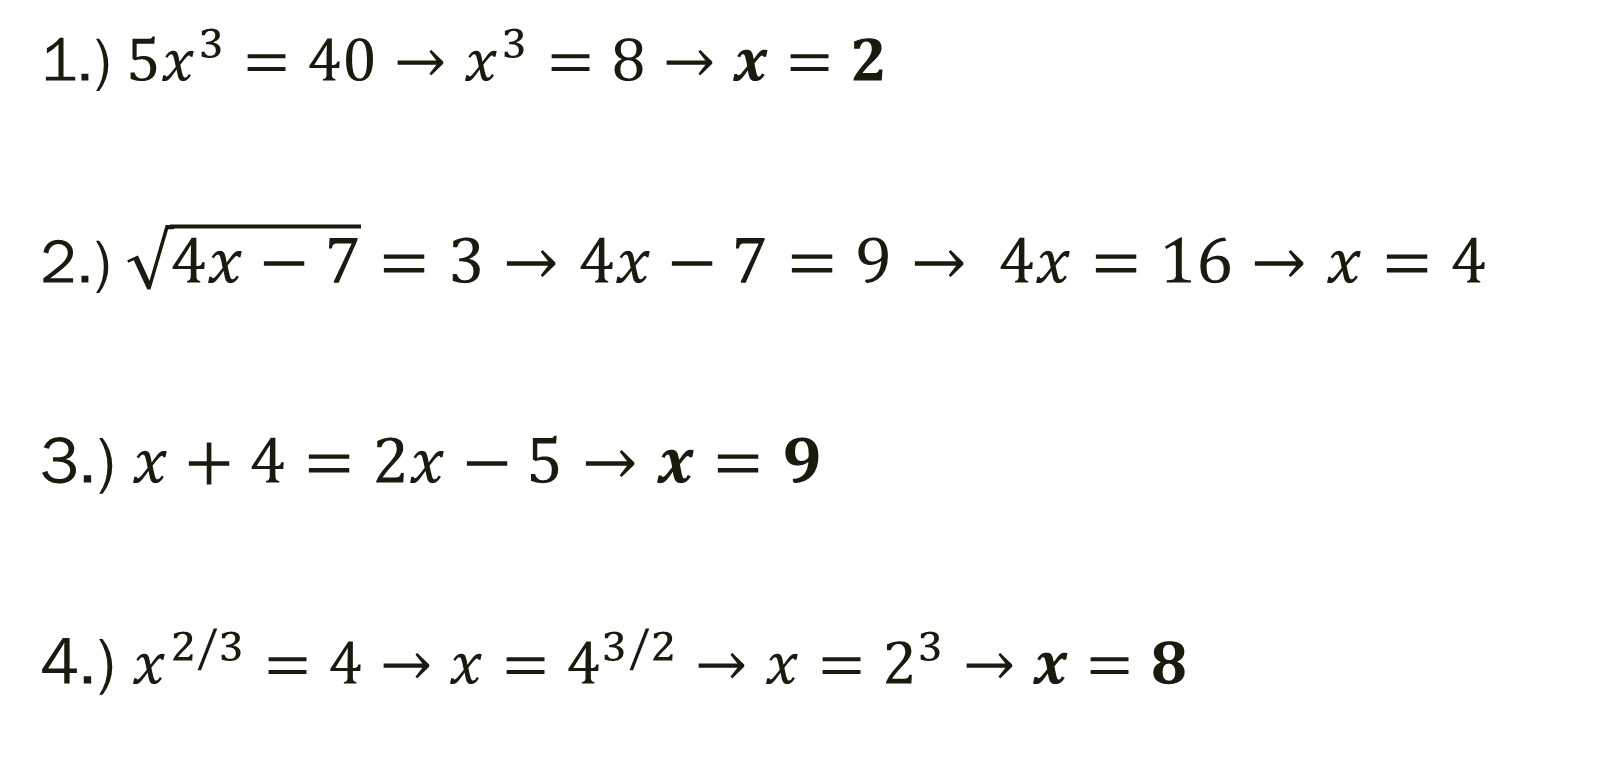 1.) 5x³ = 40 → x³ = 8 → x = 2
2.) √(4x − 7) = 3 → 4x − 7 = 9 → 4x = 16 → x = 4
3.) x + 4 = 2x − 5 → x = 9
4.) x^{2/3} = 4 → x = 4^{3/2} → x = 2³ → x = 8